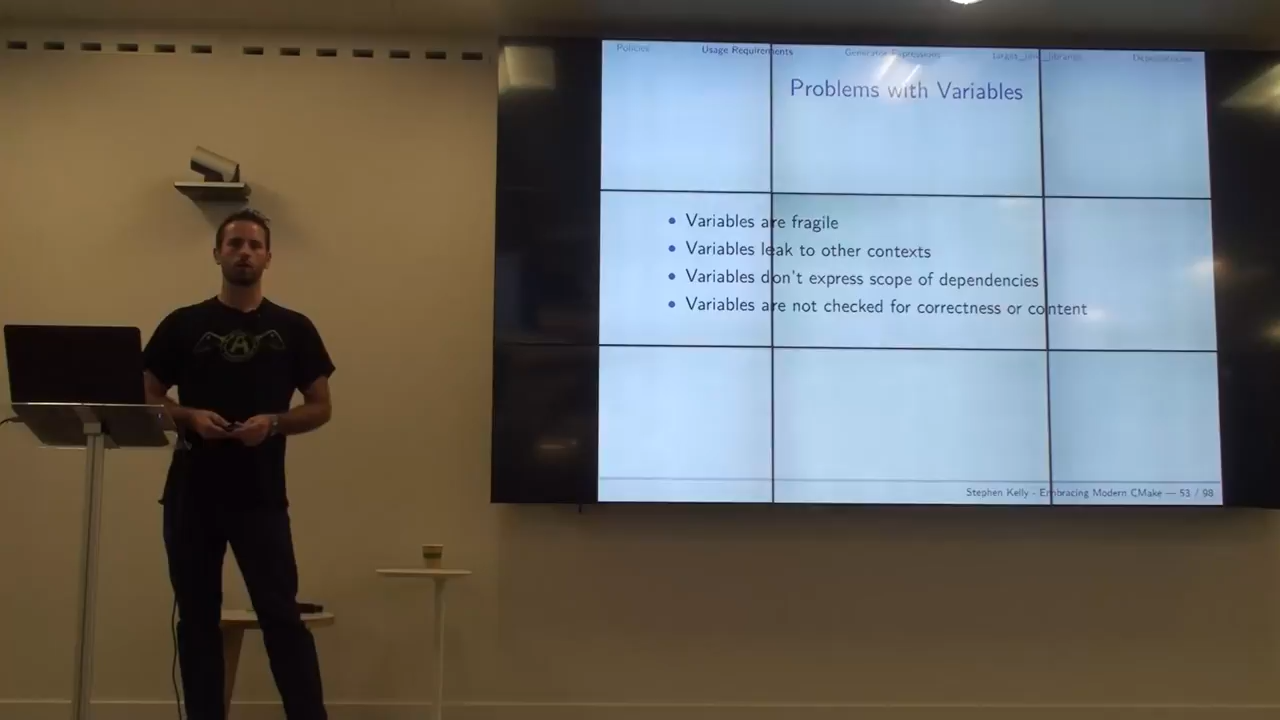 Policies Usage Requirements Generator Expressions
Problems with Variables
• Variables are fragile
• Variables leak to other contexts
• Variables don't express scope of dependencies
• Variables are not checked for correctness or content
Stephen Kelly - Embracing Modern CMake — 53 / 98
A